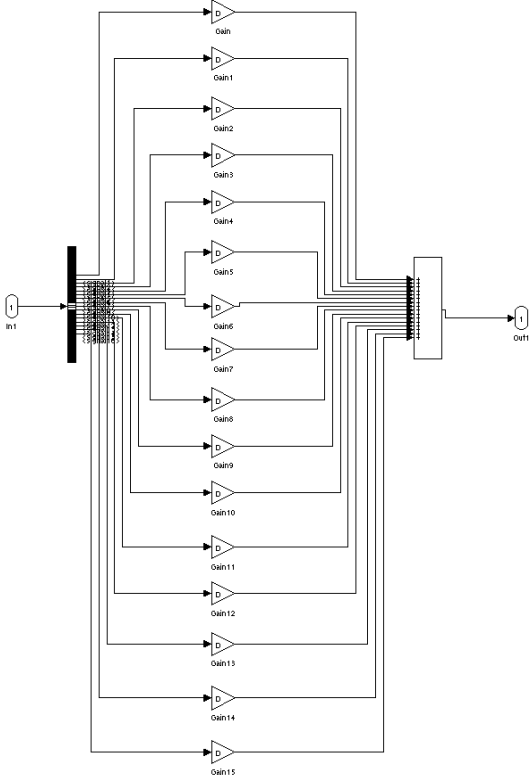 D
Gain
D
Gain1
D
Gain2
D
Gain3
D
Gain4
D
Gain5
1
In1
D
Gain6
1
Out1
D
Gain7
D
Gain8
D
Gain9
D
Gain10
D
Gain11
D
Gain12
D
Gain13
D
Gain14
D
Gain15